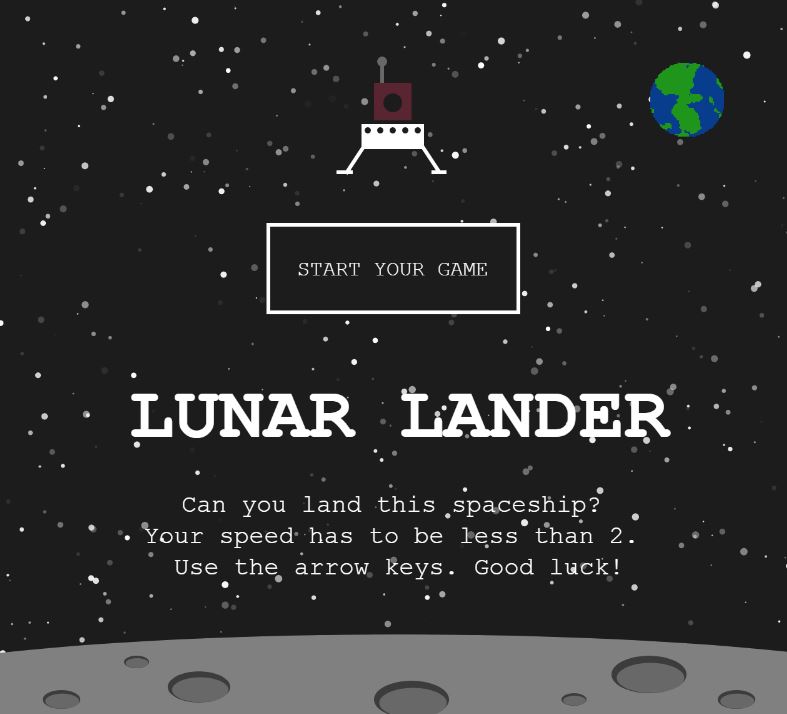 START YOUR GAME
LUNAR LANDER
Can you land this spaceship?
Your speed has to be less than 2.
Use the arrow keys. Good luck!